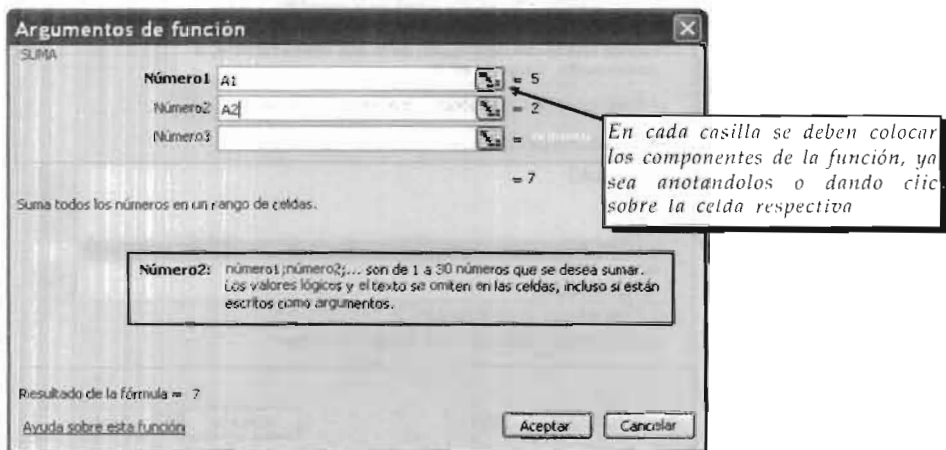 Argumentos de función
SUMA
Número1 A1 = 5
Número2 A2 = 2
Número3 =
= 7
Suma todos los números en un rango de celdas.
Número2: número1;número2;... son de 1 a 30 números que se desea sumar.
Los valores lógicos y el texto se omiten en las celdas, incluso si están
escritos como argumentos.
Resultado de la fórmula = 7
Ayuda sobre esta función
Aceptar
Cancelar
En cada casilla se deben colocar
los componentes de la función, ya
sea anotandolos o dando clic
sobre la celda respectiva